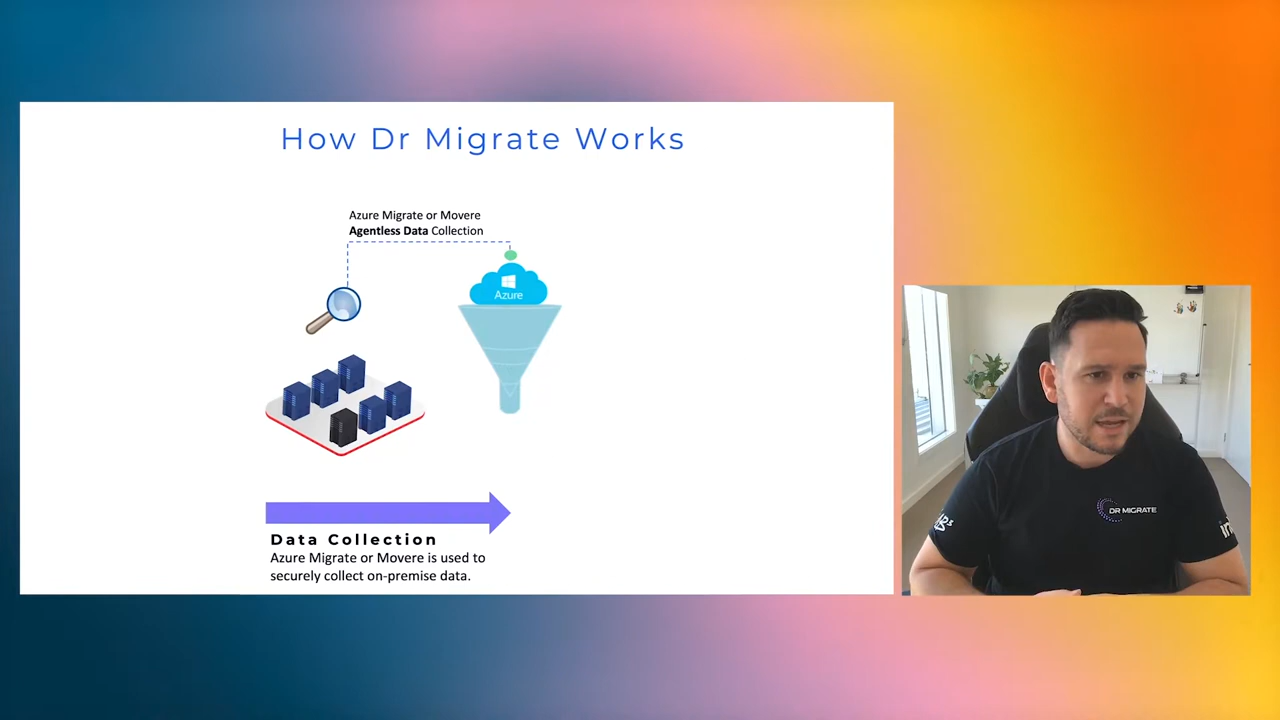 How Dr Migrate Works
Azure Migrate or Movere
Agentless Data Collection
Azure
Data Collection
Azure Migrate or Movere is used to
securely collect on-premise data.
DR MIGRATE